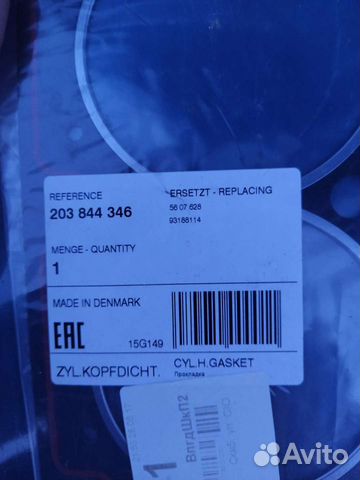 REFERENCE
203 844 346
ERSETZT - REPLACING
56 07 628
93188114
MENGE - QUANTITY
1
MADE IN DENMARK
EAC
15G149
ZYL.KOPFDICHT.
CYL.H.GASKET
Прокладка
1
ВпгдШкП2
Avito